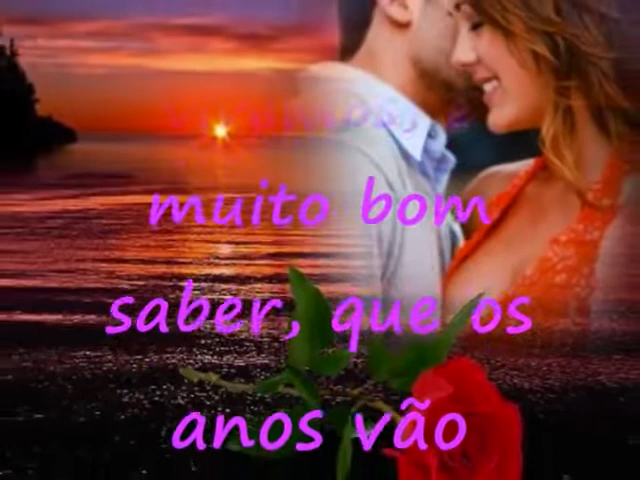 muito bom
saber, que os
anos vão